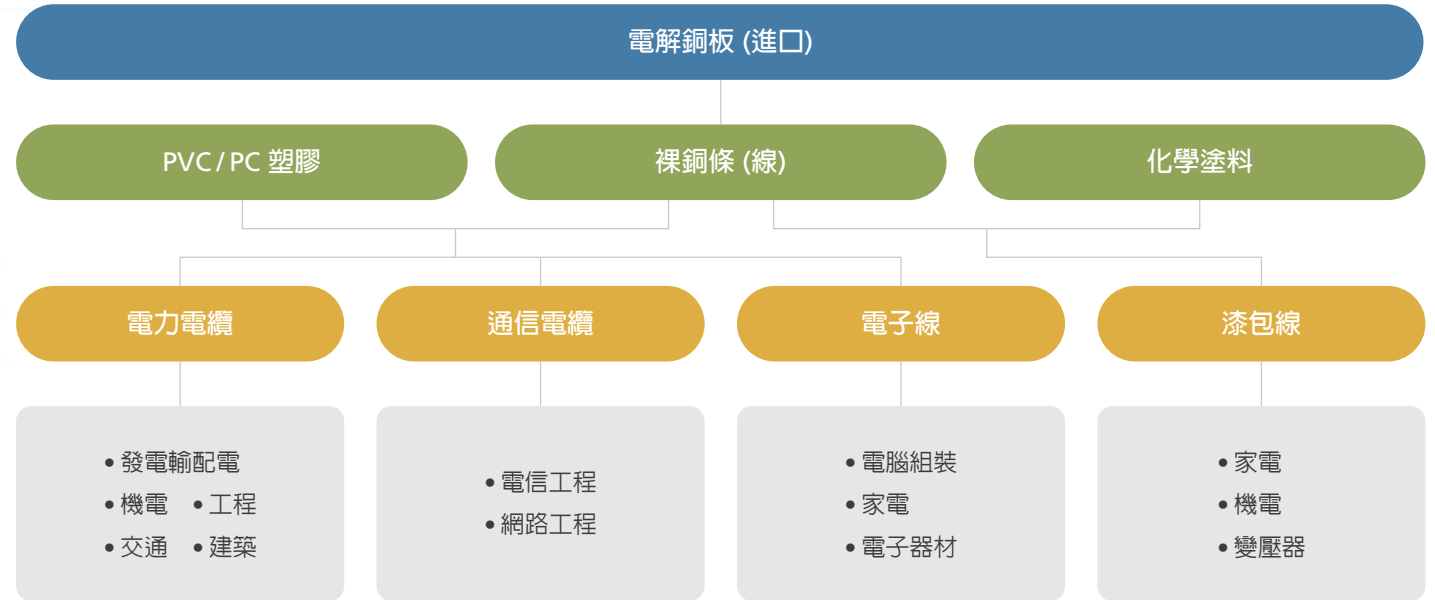 電解銅板 (進口)
PVC / PC 塑膠
裸銅條 (線)
化學塗料
電力電纜
通信電纜
電子線
漆包線
• 發電輸配電
• 機電 • 工程
• 交通 • 建築
• 電信工程
• 網路工程
• 電腦組裝
• 家電
• 電子器材
• 家電
• 機電
• 變壓器